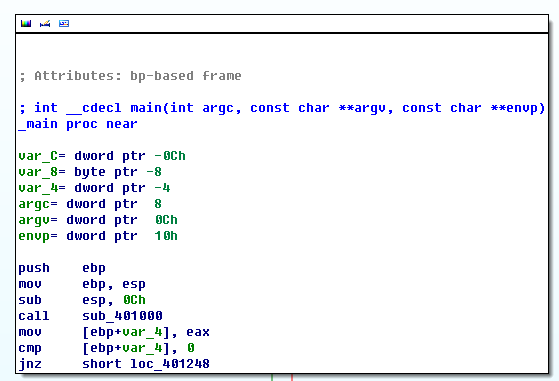 ; Attributes: bp-based frame
; int __cdecl main(int argc, const char **argv, const char **envp)
_main proc near
var_C= dword ptr -0Ch
var_8= byte ptr -8
var_4= dword ptr -4
argc= dword ptr  8
argv= dword ptr  0Ch
envp= dword ptr  10h
push    ebp
mov     ebp, esp
sub     esp, 0Ch
call    sub_401000
mov     [ebp+var_4], eax
cmp     [ebp+var_4], 0
jnz     short loc_401248